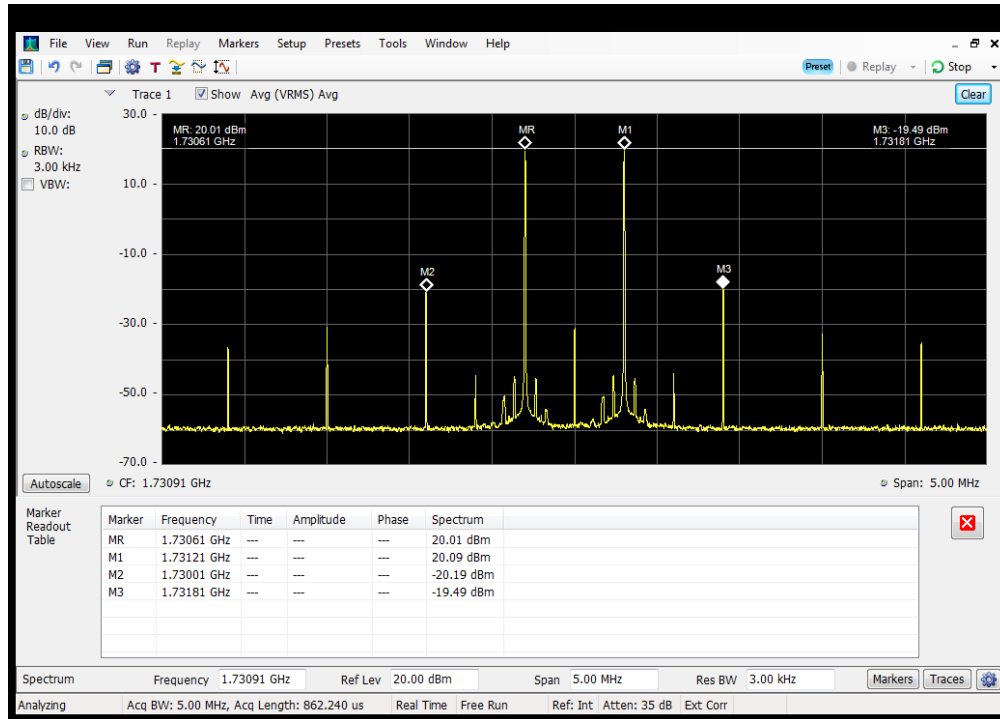 File View Run Replay Markers Setup Presets Tools Window Help
T Preset Replay Stop
Trace 1 Show Avg (VRMS) Avg Clear
dB/div:
10.0 dB
RBW:
3.00 kHz
VBW:
30.0 -
10.0 -
-10.0 -
-30.0 -
-50.0 -
-70.0 -
MR: 20.01 dBm
1.73061 GHz
MR
M1
M3: -19.49 dBm
1.73181 GHz
M2
M3
Autoscale CF: 1.73091 GHz Span: 5.00 MHz
Marker
Readout
Table
Marker Frequency Time Amplitude Phase Spectrum
MR 1.73061 GHz --- --- --- 20.01 dBm
M1 1.73121 GHz --- --- --- 20.09 dBm
M2 1.73001 GHz --- --- --- -20.19 dBm
M3 1.73181 GHz --- --- --- -19.49 dBm
Spectrum Frequency 1.73091 GHz Ref Lev 20.00 dBm Span 5.00 MHz Res BW 3.00 kHz Markers Traces
Analyzing Acq BW: 5.00 MHz, Acq Length: 862.240 us Real Time Free Run Ref: Int Atten: 35 dB Ext Corr